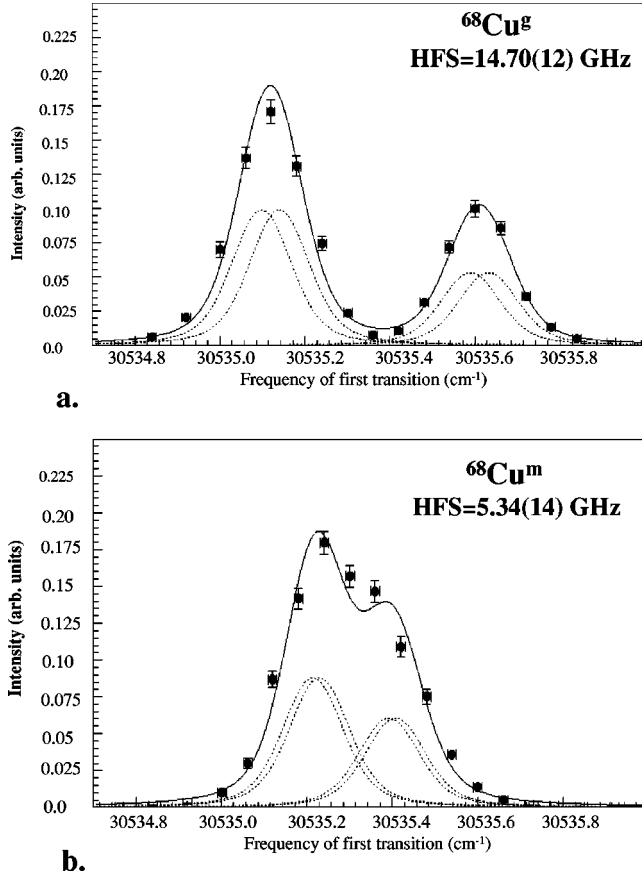 ⁶⁸Cuᵍ
HFS=14.70(12) GHz
Intensity (arb. units)
0.225
0.20
0.175
0.150
0.125
0.10
0.075
0.050
0.025
0.0
30534.8 30535.0 30535.2 30535.4 30535.6 30535.8
Frequency of first transition (cm⁻¹)
a.
⁶⁸Cuᵐ
HFS=5.34(14) GHz
Intensity (arb. units)
0.225
0.20
0.175
0.150
0.125
0.10
0.075
0.050
0.025
0.0
30534.8 30535.0 30535.2 30535.4 30535.6 30535.8
Frequency of first transition (cm⁻¹)
b.